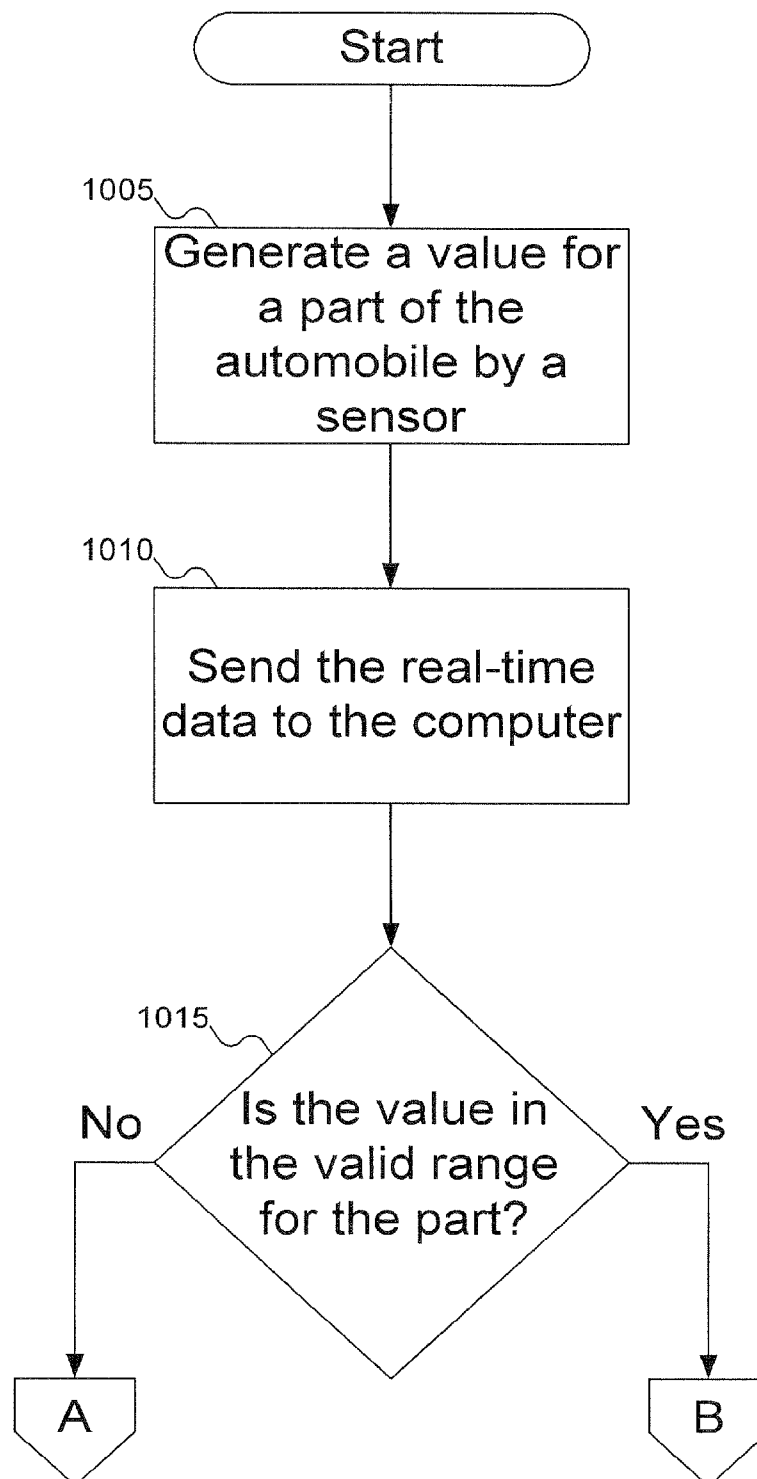 Start
1005
Generate a value for
a part of the
automobile by a
sensor
1010
Send the real-time
data to the computer
1015
Is the value in
the valid range
for the part?
No
Yes
A
B